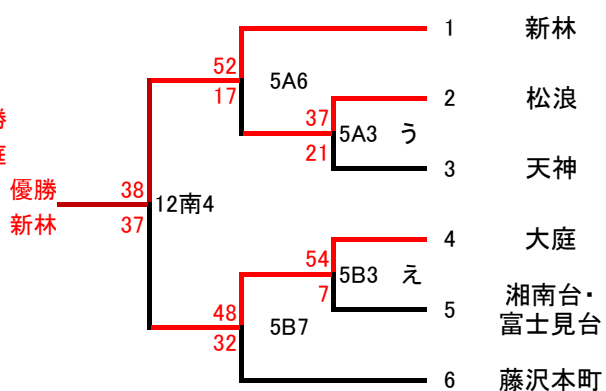 1 新林
52
17
5A6
2 松浪
37
21
5A3 う
3 天神
勝
庭
優勝
新林
38
37
12南4
4 大庭
54
7
5B3 え
5 湘南台・
富士見台
48
32
5B7
6 藤沢本町